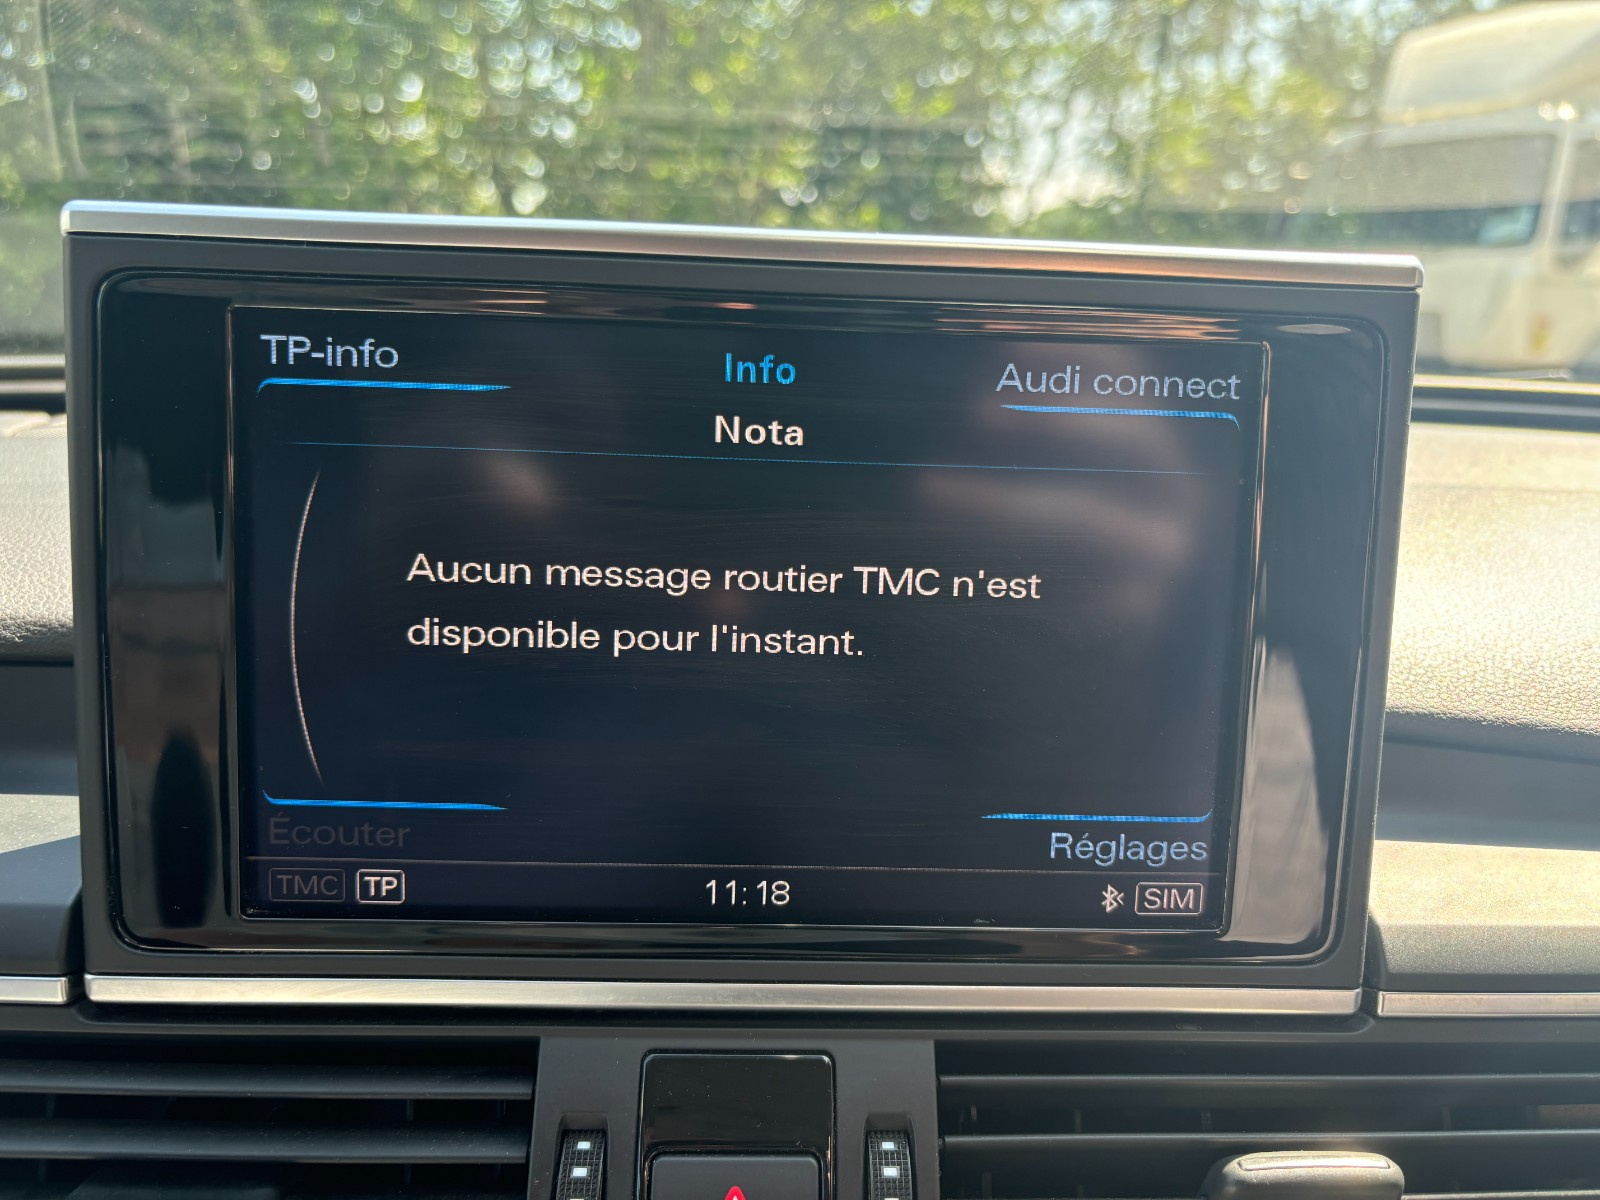 TP-info
Info
Audi connect
Nota
Aucun message routier TMC n'est
disponible pour l'instant.
Écouter
Réglages
TMC TP
11:18
SIM